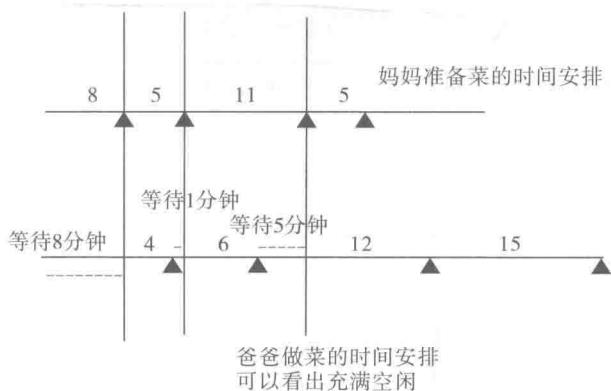 妈妈准备菜的时间安排
8 5 11 5
等待1分钟
等待8分钟 4 6 等待5分钟 12 15
爸爸做菜的时间安排
可以看出充满空闲